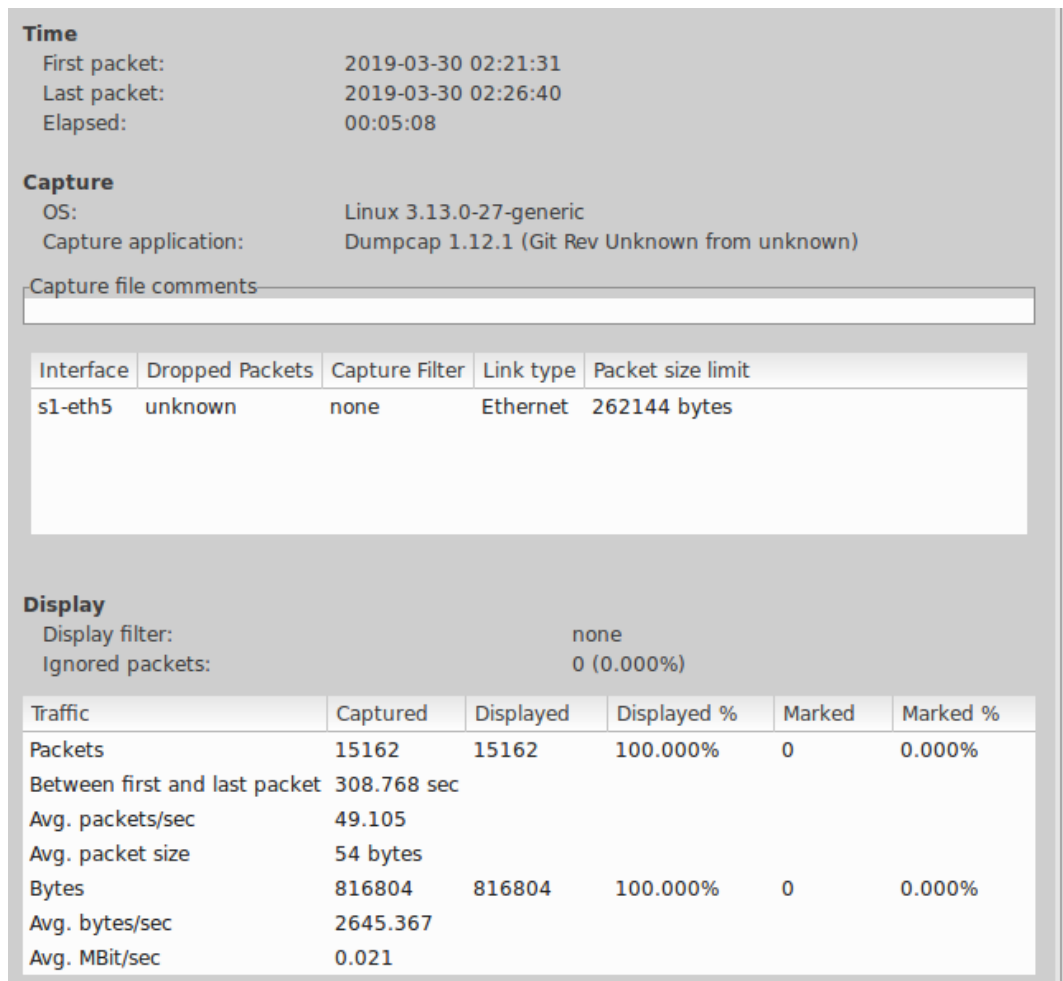 Time
First packet: 2019-03-30 02:21:31
Last packet: 2019-03-30 02:26:40
Elapsed: 00:05:08
Capture
OS: Linux 3.13.0-27-generic
Capture application: Dumpcap 1.12.1 (Git Rev Unknown from unknown)
Capture file comments
Interface Dropped Packets Capture Filter Link type Packet size limit
s1-eth5 unknown none Ethernet 262144 bytes
Display
Display filter: none
Ignored packets: 0 (0.000%)
Traffic Captured Displayed Displayed % Marked Marked %
Packets 15162 15162 100.000% 0 0.000%
Between first and last packet 308.768 sec
Avg. packets/sec 49.105
Avg. packet size 54 bytes
Bytes 816804 816804 100.000% 0 0.000%
Avg. bytes/sec 2645.367
Avg. MBit/sec 0.021